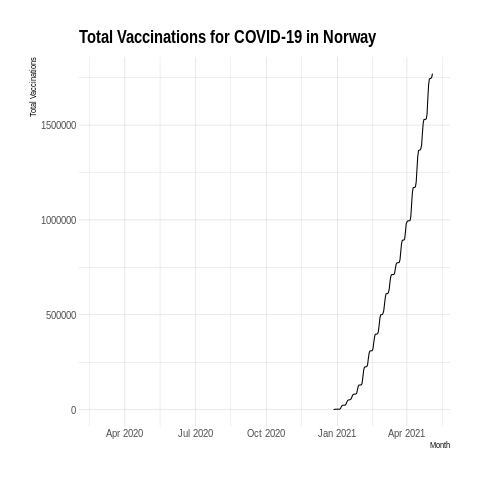 Total Vaccinations for COVID-19 in Norway
Total Vaccinations
1500000
1000000
500000
0
Apr 2020 Jul 2020 Oct 2020 Jan 2021 Apr 2021
Month